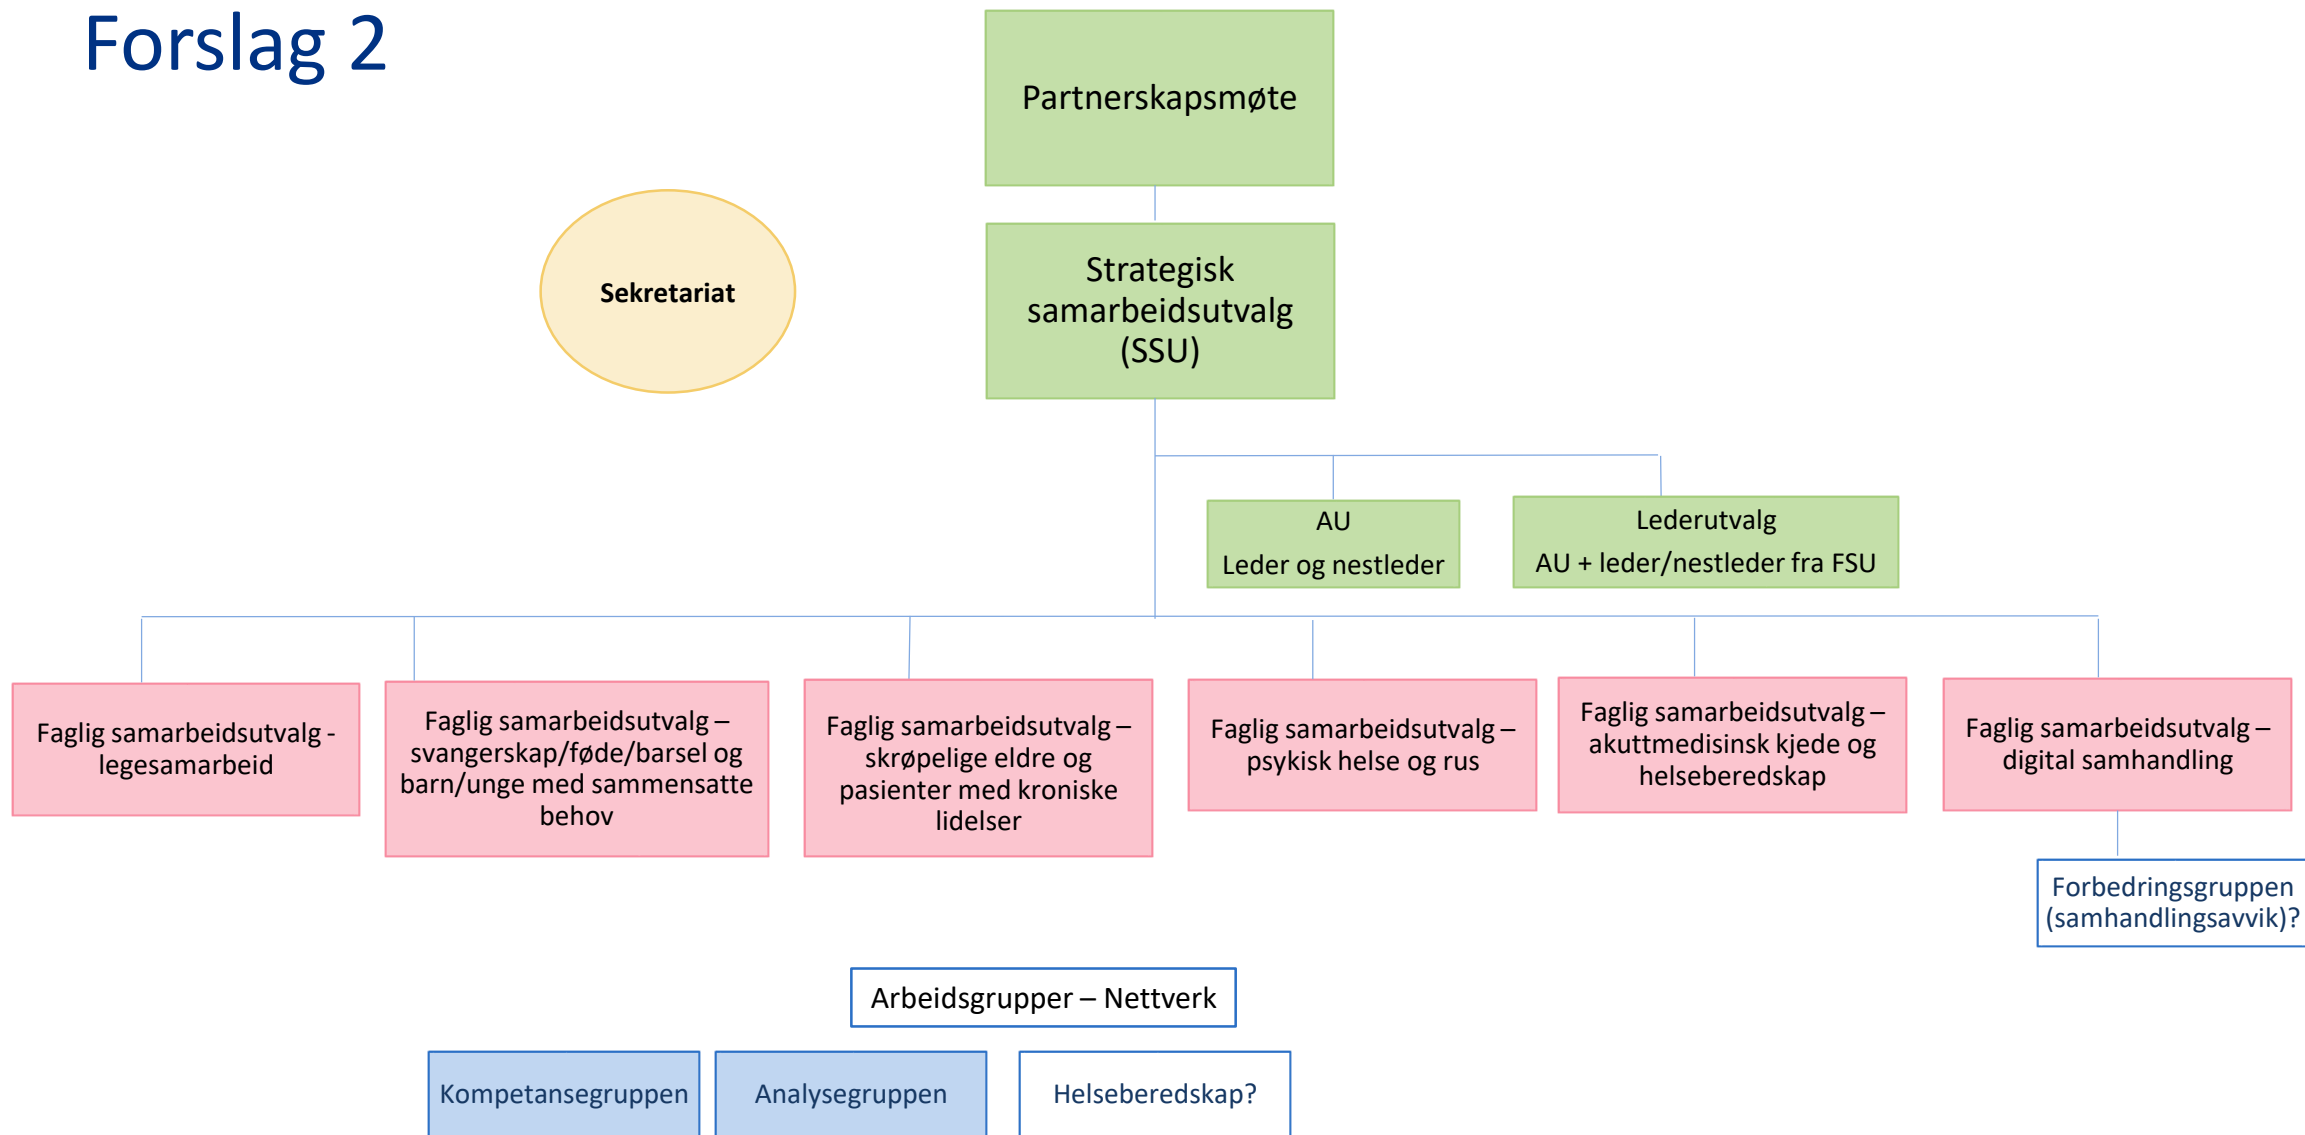 Forslag 2
Partnerskapsmøte
Sekretariat
Strategisk
samarbeidsutvalg
(SSU)
AU
Leder og nestleder
Lederutvalg
AU + leder/nestleder fra FSU
Faglig samarbeidsutvalg -
legesamarbeid
Faglig samarbeidsutvalg –
svangerskap/føde/barsel og
barn/unge med sammensatte
behov
Faglig samarbeidsutvalg –
skrøpelige eldre og
pasienter med kroniske
lidelser
Faglig samarbeidsutvalg –
psykisk helse og rus
Faglig samarbeidsutvalg –
akuttmedisinsk kjede og
helseberedskap
Faglig samarbeidsutvalg –
digital samhandling
Forbedringsgruppen
(samhandlingsavvik)?
Arbeidsgrupper – Nettverk
Kompetansegruppen
Analysegruppen
Helseberedskap?